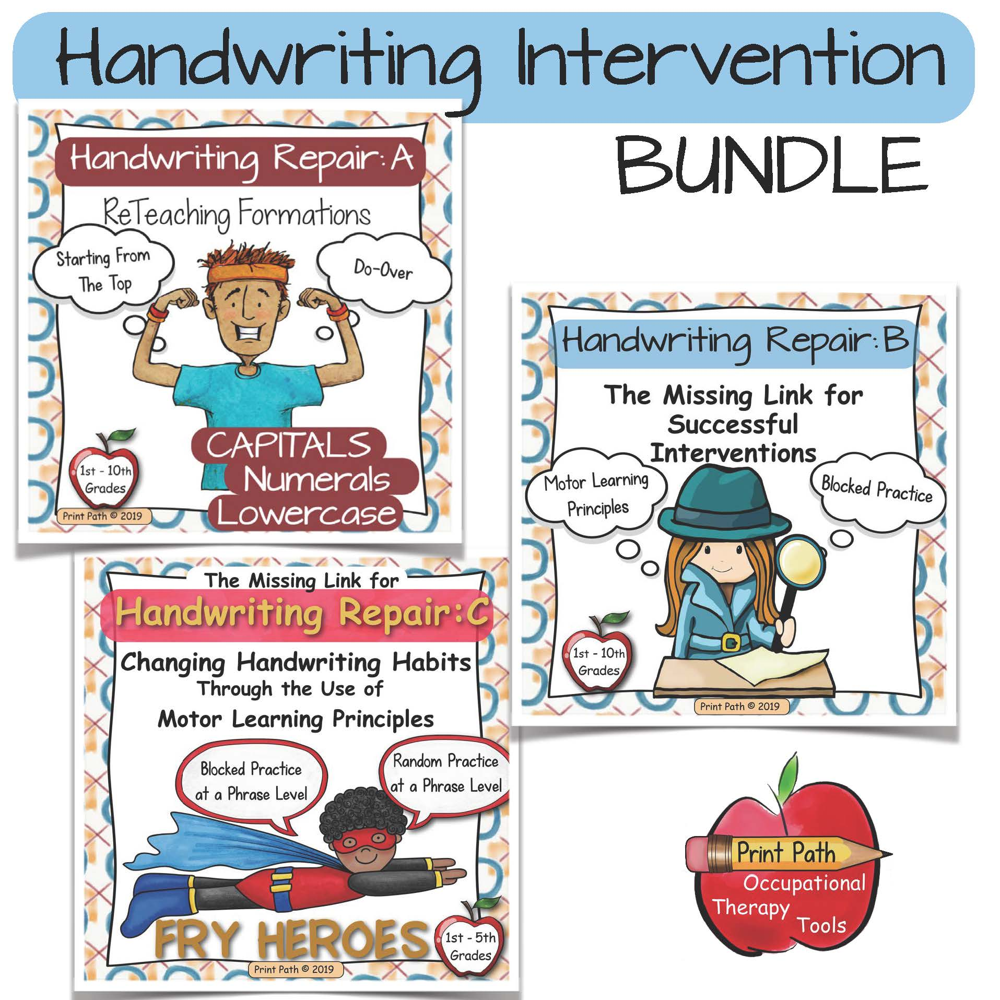 Handwriting Intervention
BUNDLE
Handwriting Repair: A
ReTeaching Formations
Starting From
The Top
Do-Over
CAPITALS
Numerals
Lowercase
1st - 10th
Grades
Print Path © 2019
Handwriting Repair: B
The Missing Link for
Successful
Interventions
Motor Learning
Principles
Blocked Practice
1st - 10th
Grades
Print Path © 2019
The Missing Link for
Handwriting Repair: C
Changing Handwriting Habits
Through the Use of
Motor Learning Principles
Blocked Practice
at a Phrase Level
Random Practice
at a Phrase Level
FRY HEROES
1st - 5th
Grades
Print Path © 2019
Print Path
Occupational
Therapy
Tools